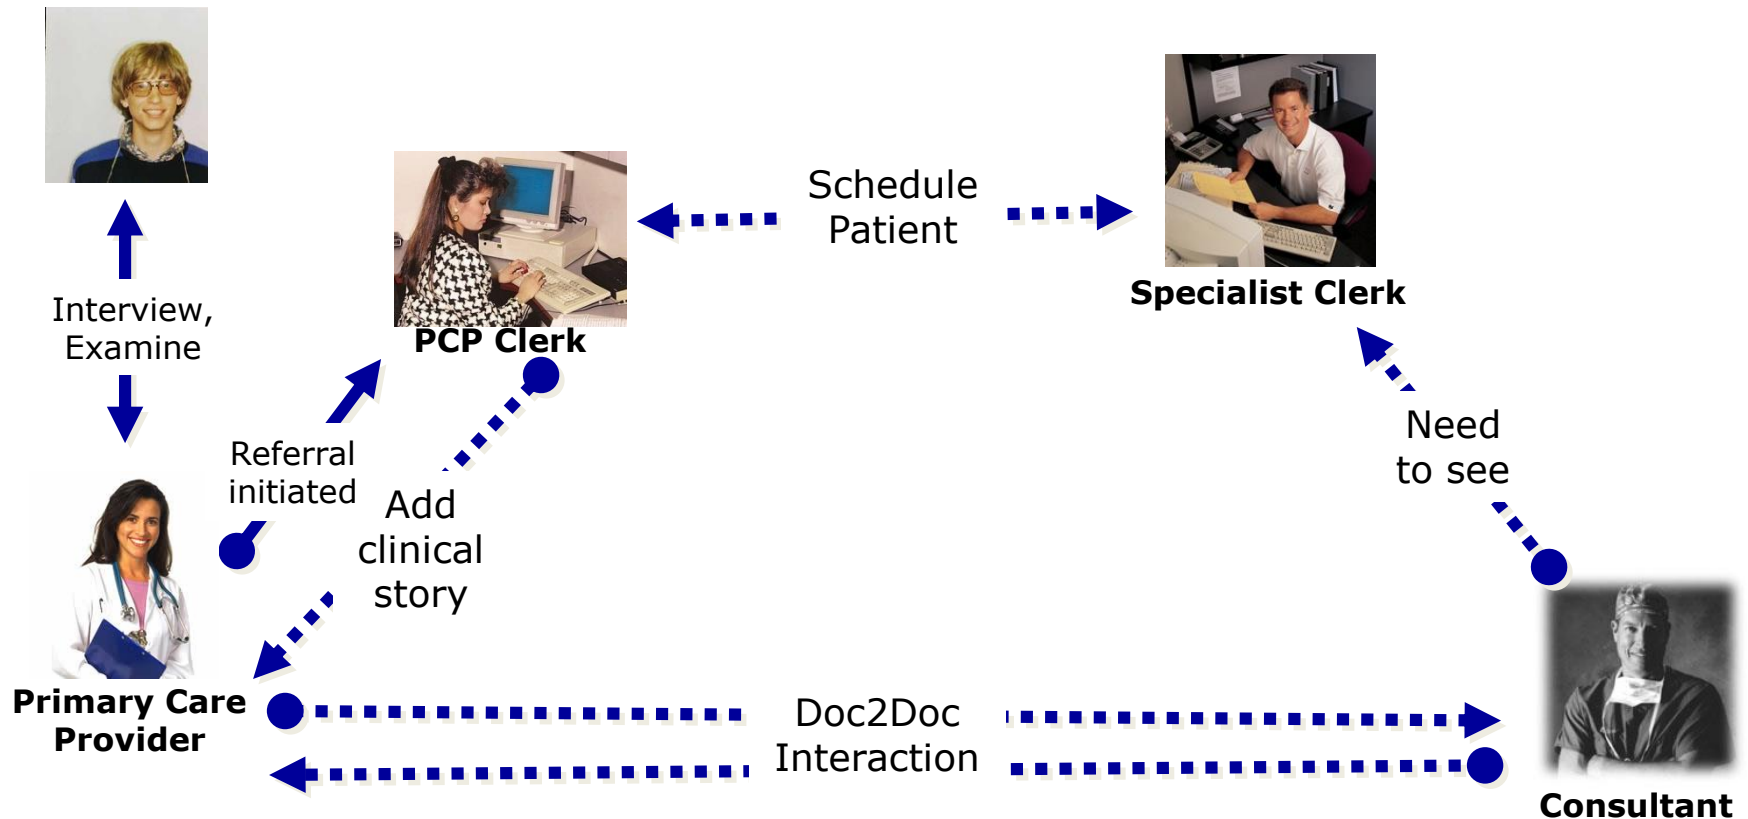 Interview,
Examine
Primary Care
Provider
Referral
initiated
PCP Clerk
Add
clinical
story
Schedule
Patient
Specialist Clerk
Need
to see
Doc2Doc
Interaction
Consultant